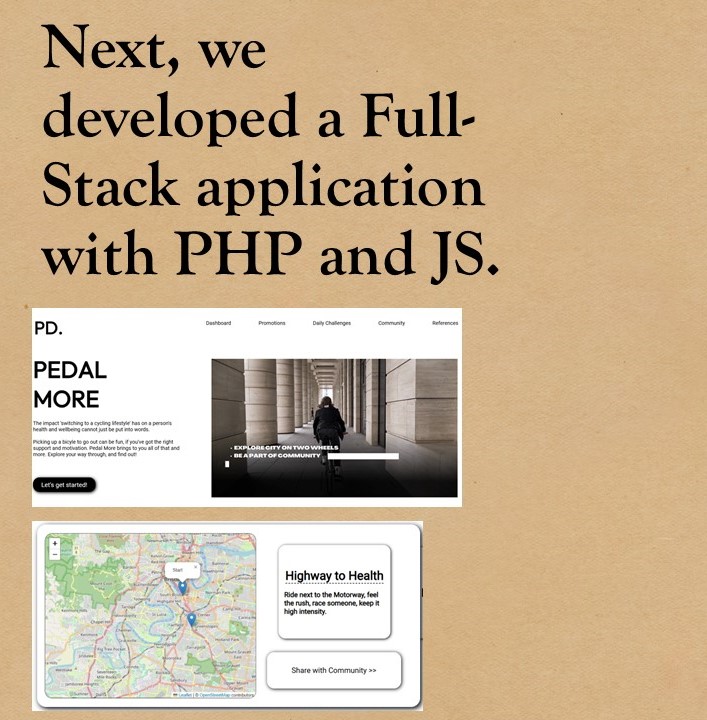 Next, we
developed a Full-
Stack application
with PHP and JS.
PD.
Dashboard Promotions Daily Challenges Community References
PEDAL
MORE
The impact 'switching to a cycling lifestyle' has on a person's
health and wellbeing cannot just be put into words.
Picking up a bicyle to go out can be fun, if you've got the right
support and motivation. Pedal More brings to you all of that and
more. Explore your way through, and find out!
Let's get started!
- EXPLORE CITY ON TWO WHEELS
- BE A PART OF COMMUNITY
+
−
Start
×
Highway to Health
Ride next to the Motorway, feel
the rush, race someone, keep it
high intensity.
Share with Community >>
Leaflet | © OpenStreetMap contributors